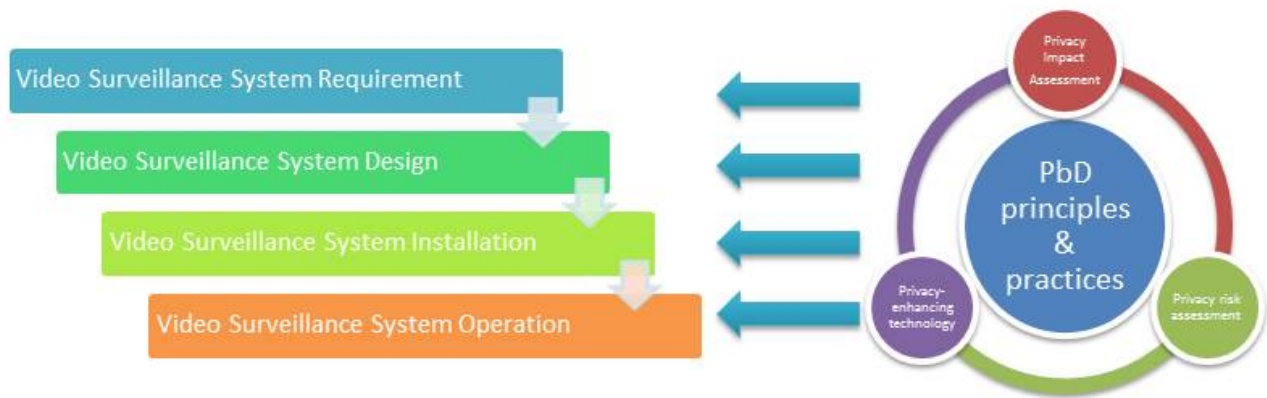 Video Surveillance System Requirement
Video Surveillance System Design
Video Surveillance System Installation
Video Surveillance System Operation
Privacy
Impact
Assessment
PbD
principles
&
practices
Privacy-
enhancing
technology
Privacy risk
assessment